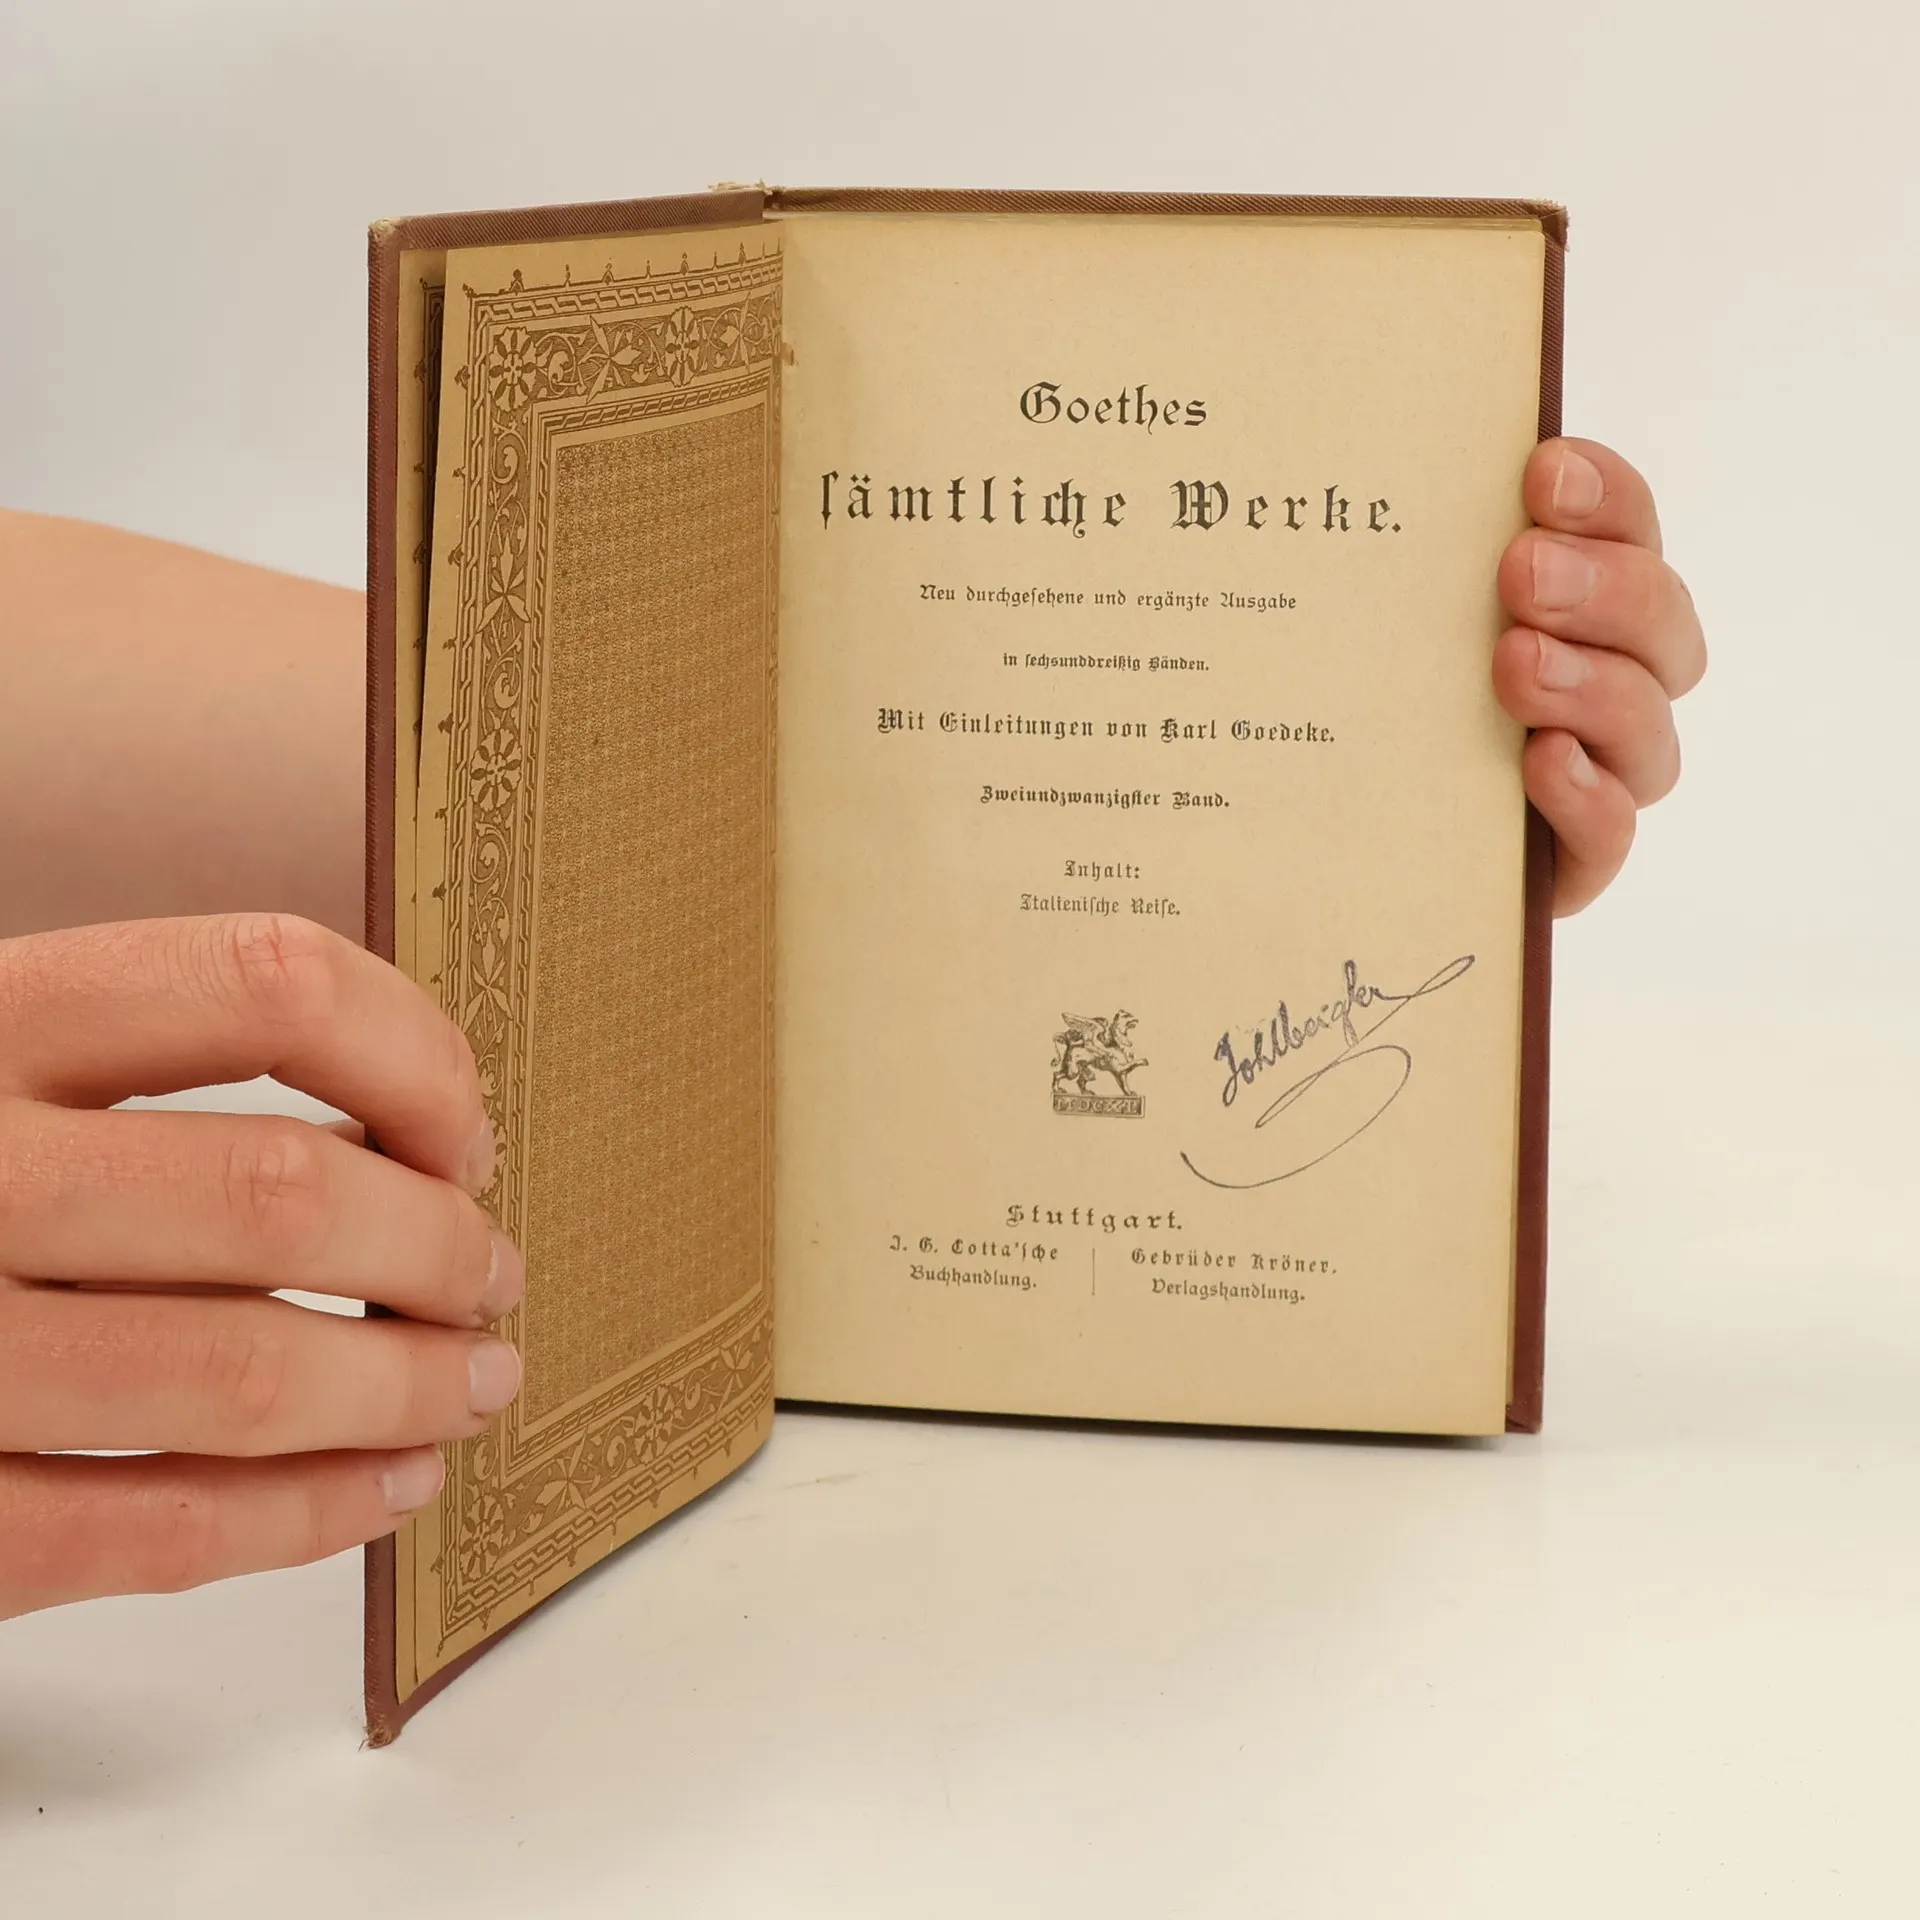 Goethes
sämtliche Werke.
Neu durchgesehene und ergänzte Ausgabe
in sechsunddreißig Bänden.
Mit Einleitungen von Karl Goedeke.
Zweiundzwanzigster Band.
Inhalt:
Italienische Reise.
MDCXL
Stuttgart.
J. G. Cotta'sche
Buchhandlung.
Gebrüder Kröner.
Verlagshandlung.